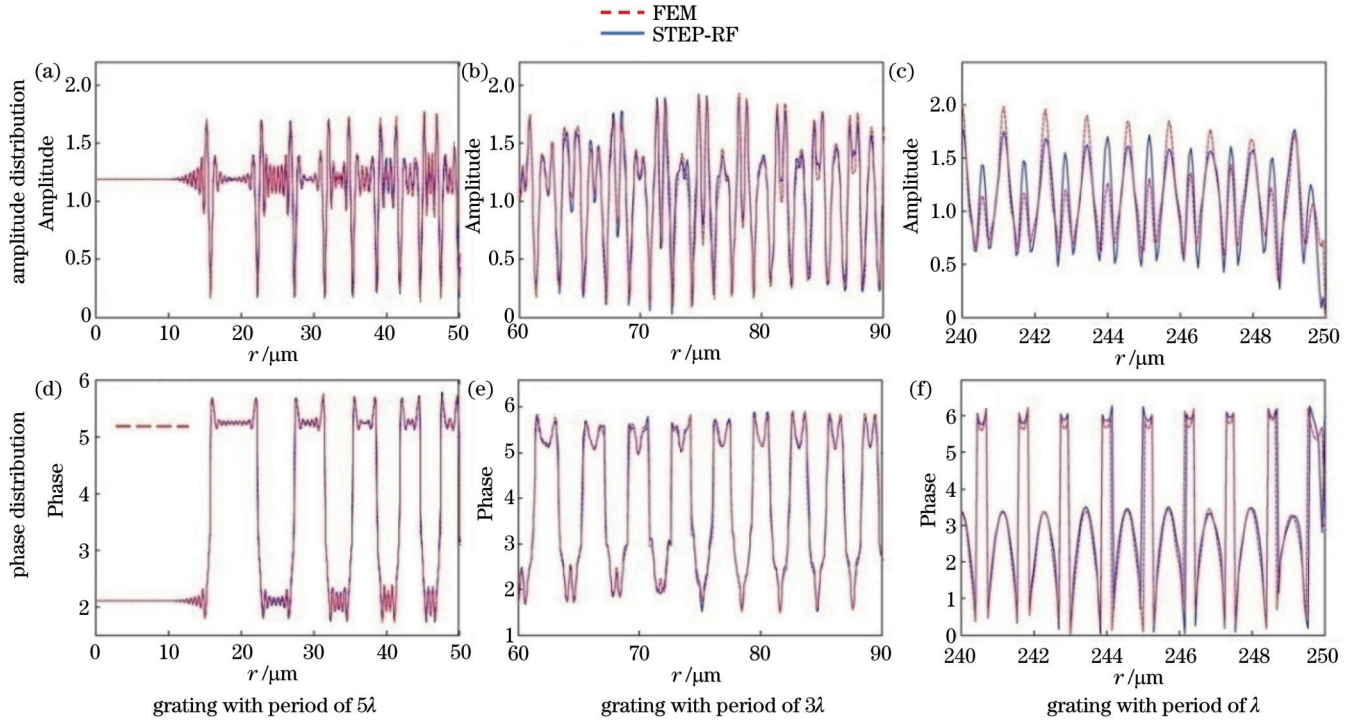 FEM
STEP-RF
(a)
(b)
(c)
amplitude distribution
Amplitude
2.0
1.5
1.0
0.5
0
0 10 20 30 40 50
r /μm
Amplitude
2.0
1.5
1.0
0.5
0
60 70 80 90
r /μm
Amplitude
2.0
1.5
1.0
0.5
0
240 242 244 246 248 250
r /μm
(d)
(e)
(f)
phase distribution
Phase
6
5
4
3
2
0 10 20 30 40 50
r /μm
Phase
6
5
4
3
2
1
60 70 80 90
r /μm
Phase
6
5
4
3
2
1
0
240 242 244 246 248 250
r /μm
grating with period of 5λ
grating with period of 3λ
grating with period of λ